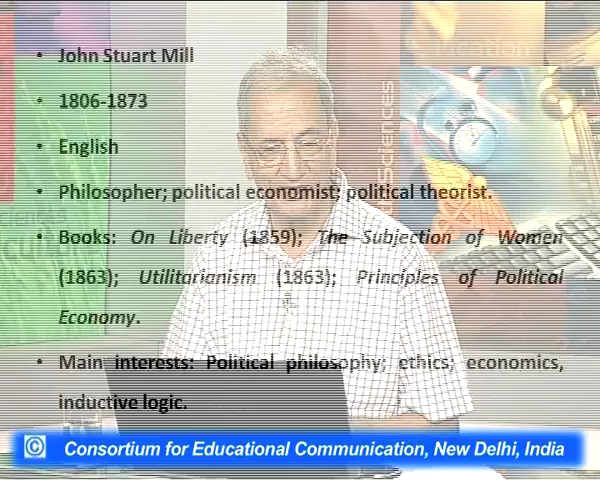 ducation
• John Stuart Mill
• 1806-1873
• English
• Philosopher; political economist; political theorist.
• Books: On Liberty (1859); The Subjection of Women
(1863); Utilitarianism (1863); Principles of Political
Economy.
• Main interests: Political philosophy; ethics; economics,
inductive logic.
Sciences
© Consortium for Educational Communication, New Delhi, India